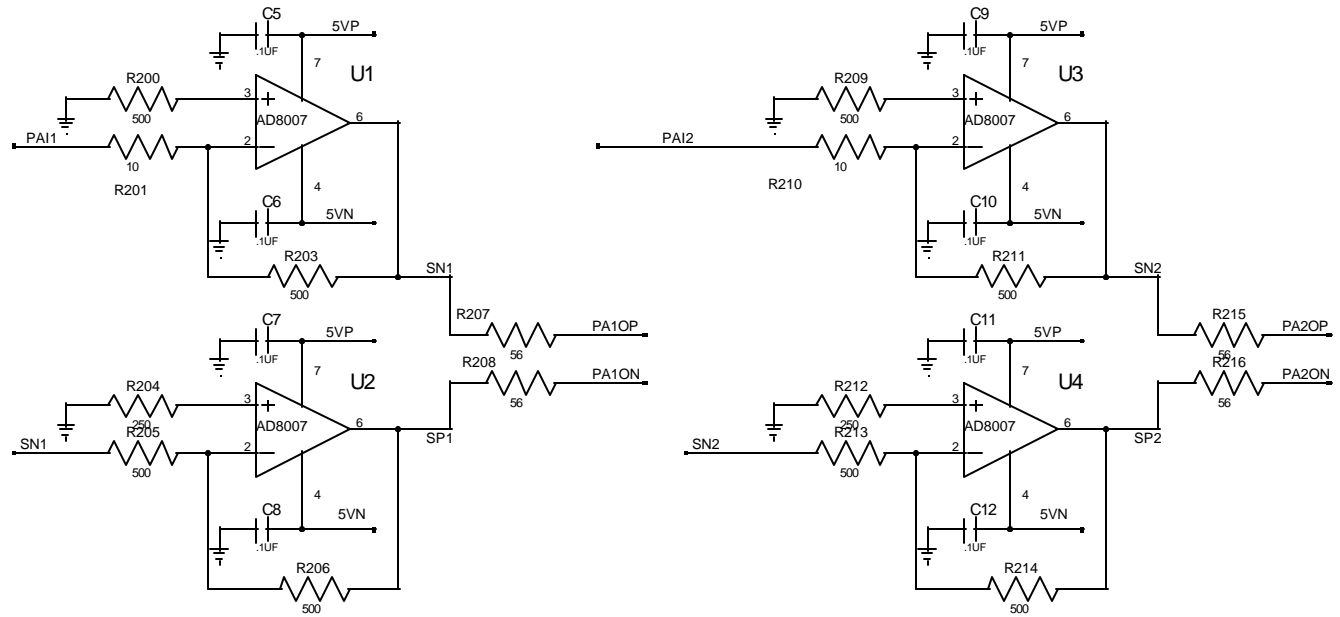 C5
5VP
.1UF
7
U1
R200
3
+
500
AD8007
6
PAI1
2
10
R201
4
C6
5VN
.1UF
R203
SN1
500
R207
PA1OP
56
C7
5VP
.1UF
R208
PA1ON
56
7
U2
R204
3
+
250
AD8007
6
R205
SN1
2
SP1
500
4
C8
5VN
.1UF
R206
500
C9
5VP
.1UF
7
U3
R209
3
+
500
AD8007
6
PAI2
2
10
R210
4
C10
5VN
.1UF
R211
SN2
500
R215
PA2OP
56
C11
5VP
.1UF
R216
PA2ON
56
7
U4
R212
3
+
250
AD8007
6
R213
SN2
2
SP2
500
4
C12
5VN
.1UF
R214
500